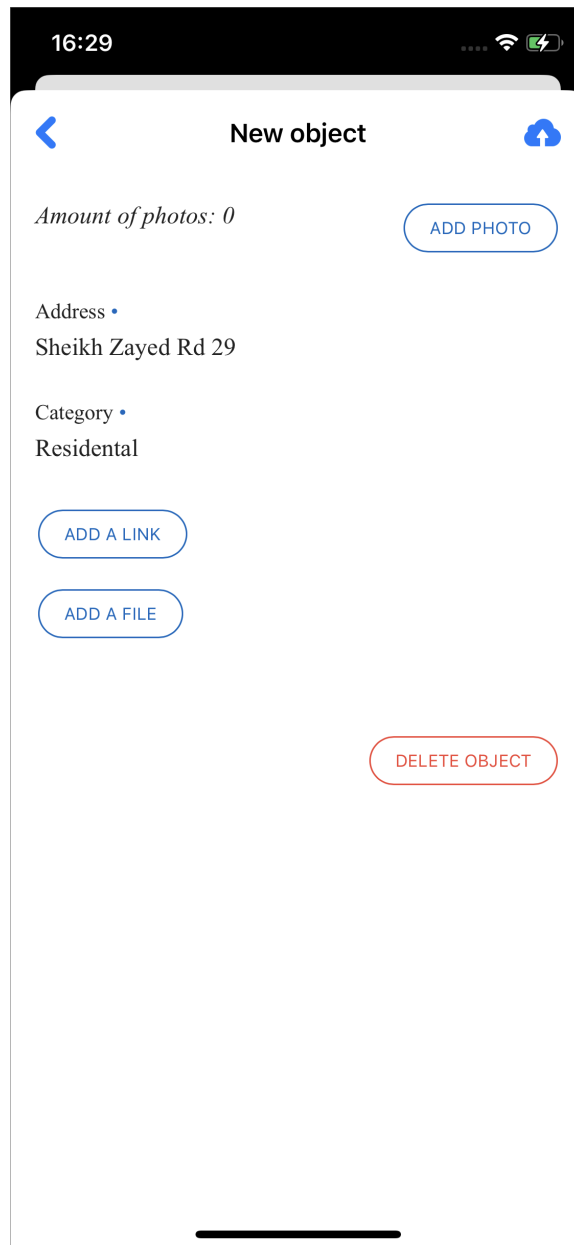 16:29
New object
Amount of photos: 0
ADD PHOTO
Address •
Sheikh Zayed Rd 29
Category •
Residental
ADD A LINK
ADD A FILE
DELETE OBJECT